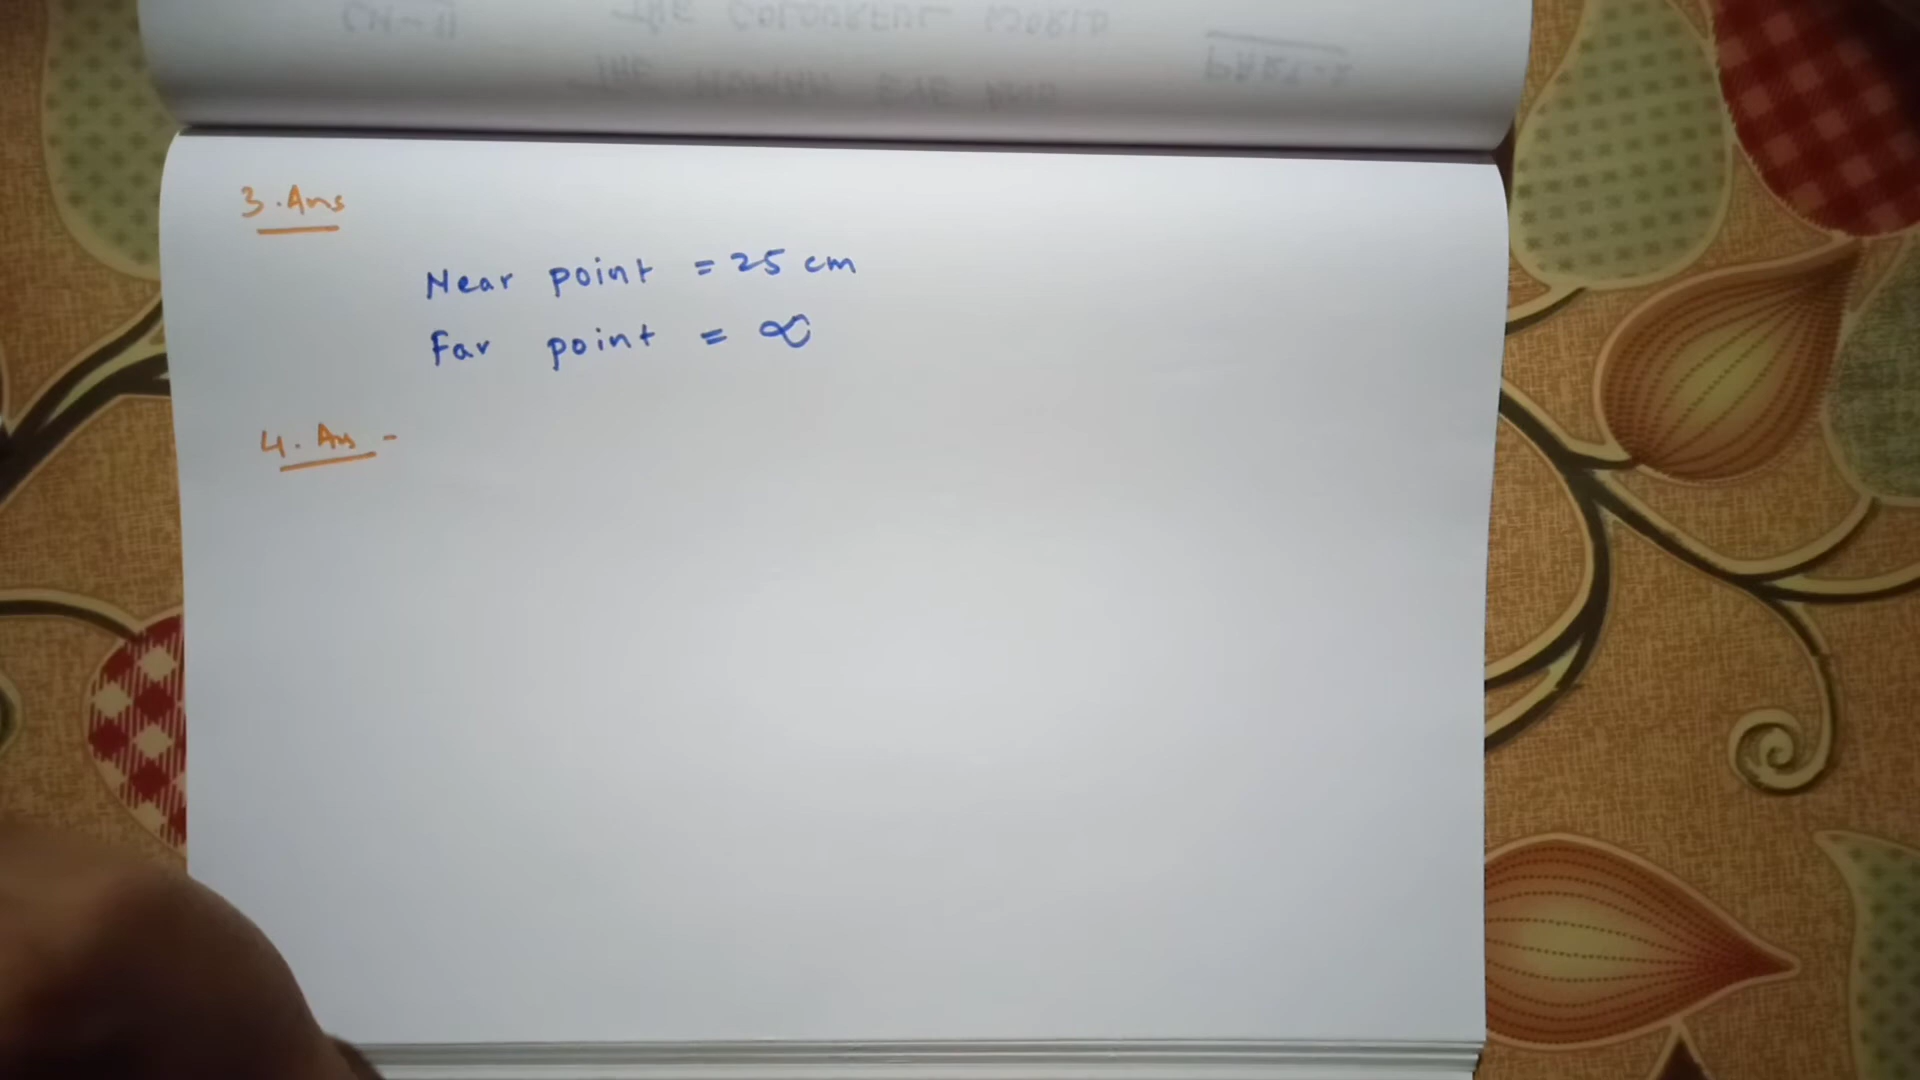 3. Ans
Near point = 25 cm
Far point = ∞
4. Ans -